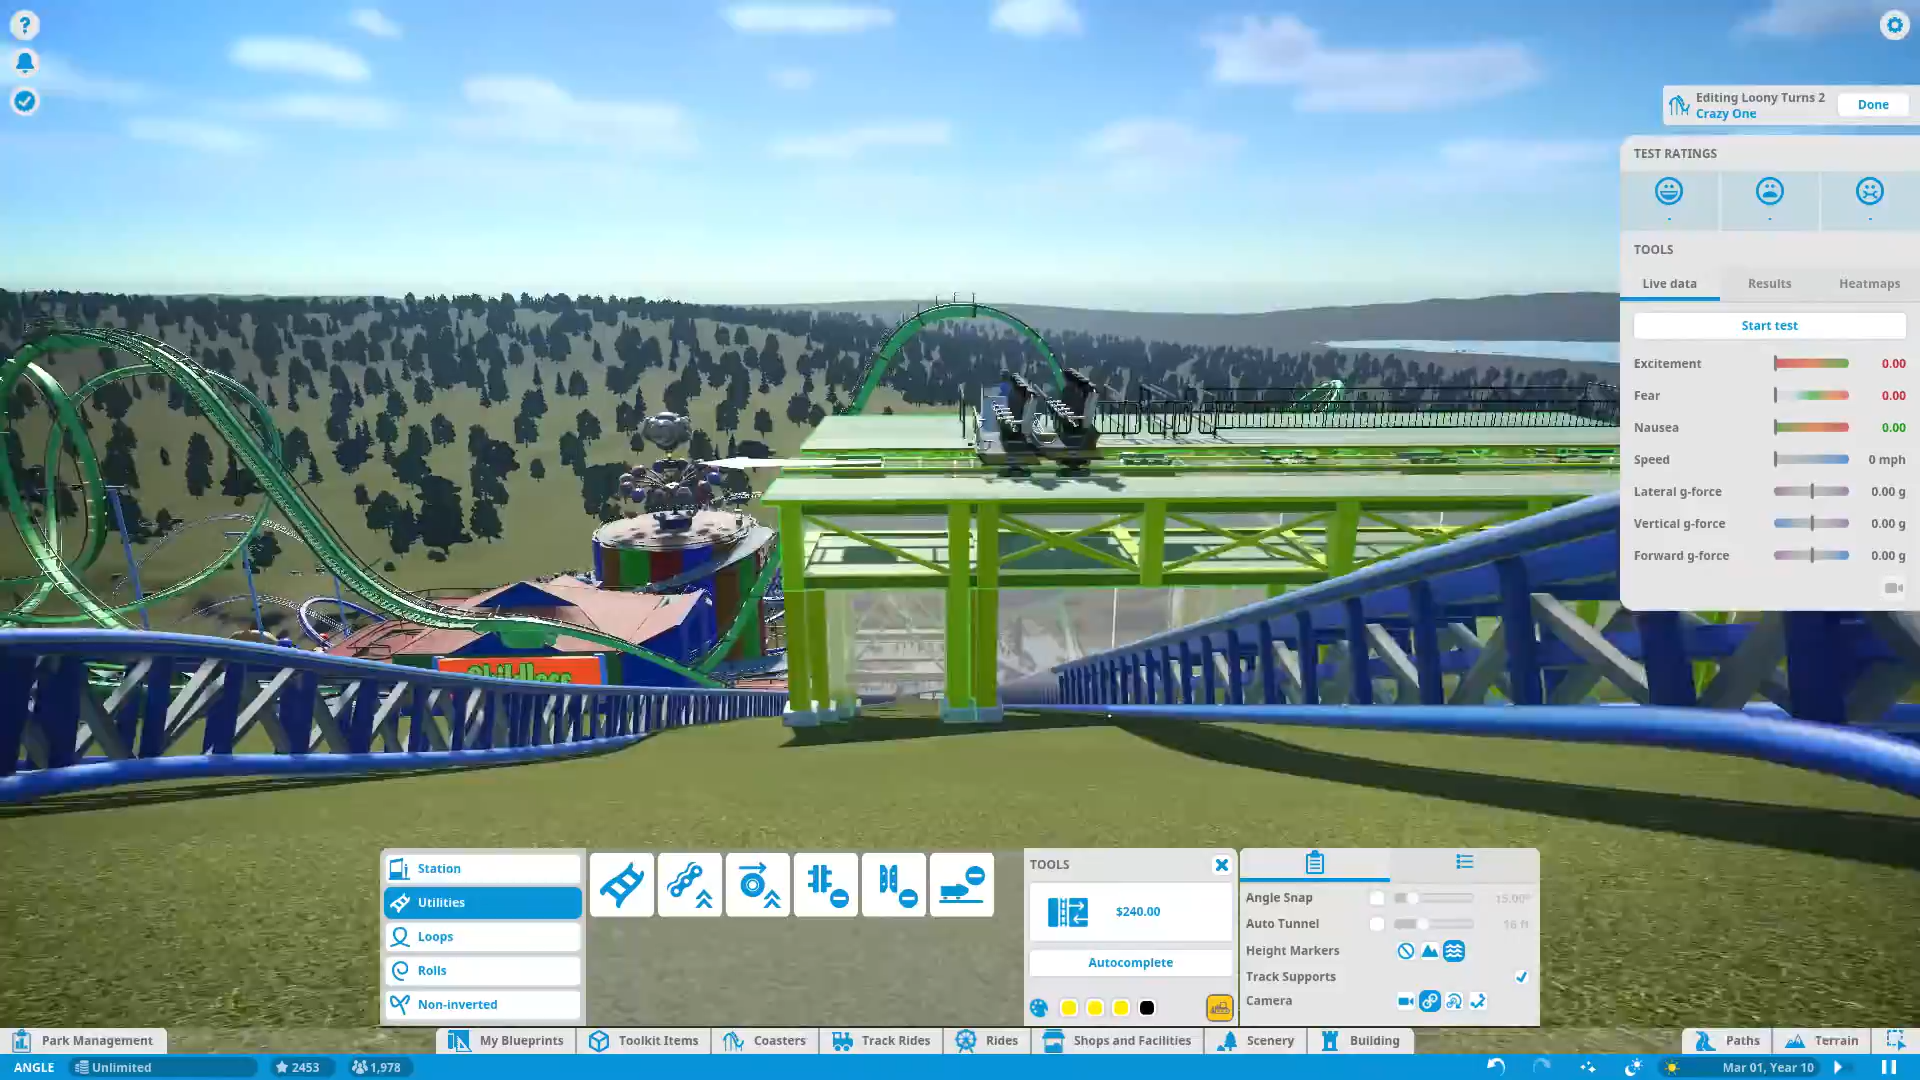 Editing Loony Turns 2
Crazy One
Done
TEST RATINGS
-
-
-
TOOLS
Live data
Results
Heatmaps
Start test
Excitement 0.00
Fear 0.00
Nausea 0.00
Speed 0 mph
Lateral g-force 0.00 g
Vertical g-force 0.00 g
Forward g-force 0.00 g
Station
Utilities
Loops
Rolls
Non-inverted
TOOLS
$240.00
Autocomplete
Angle Snap 15.00°
Auto Tunnel 16 ft
Height Markers
Track Supports
Camera
Park Management
My Blueprints
Toolkit Items
Coasters
Track Rides
Rides
Shops and Facilities
Scenery
Building
Paths
Terrain
ANGLE
Unlimited
2453
1,978
Mar 01, Year 10